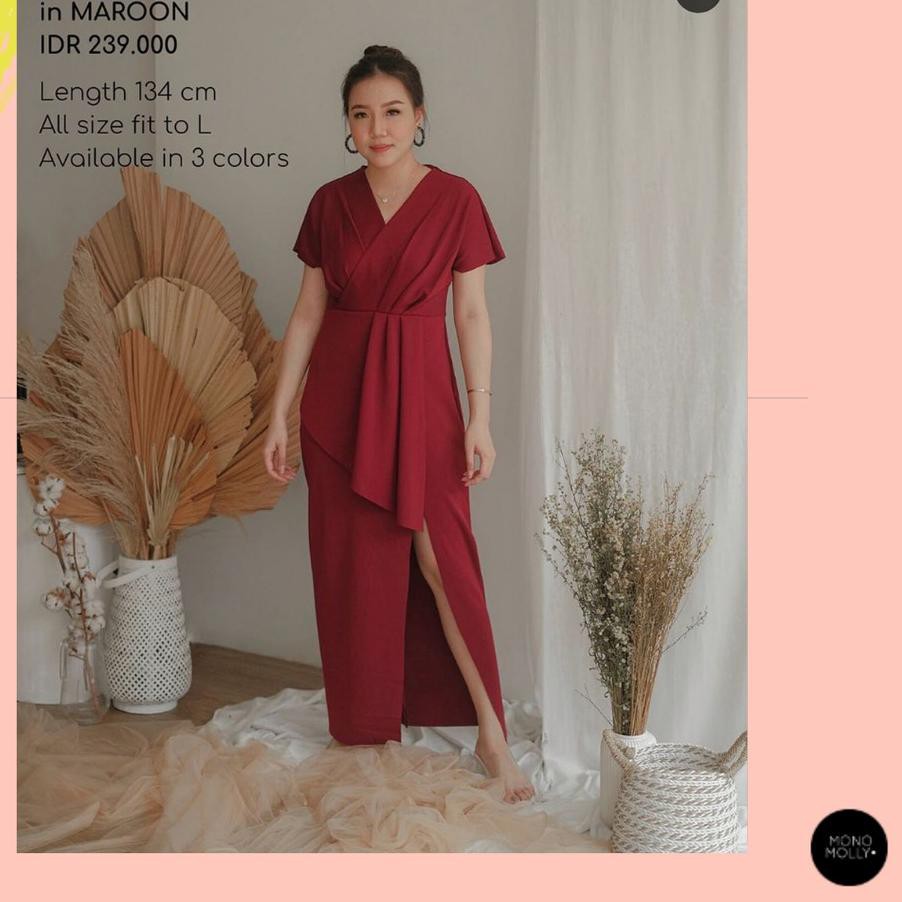 in MAROON
IDR 239.000
Length 134 cm
All size fit to L
Available in 3 colors
MONO
MOLLY